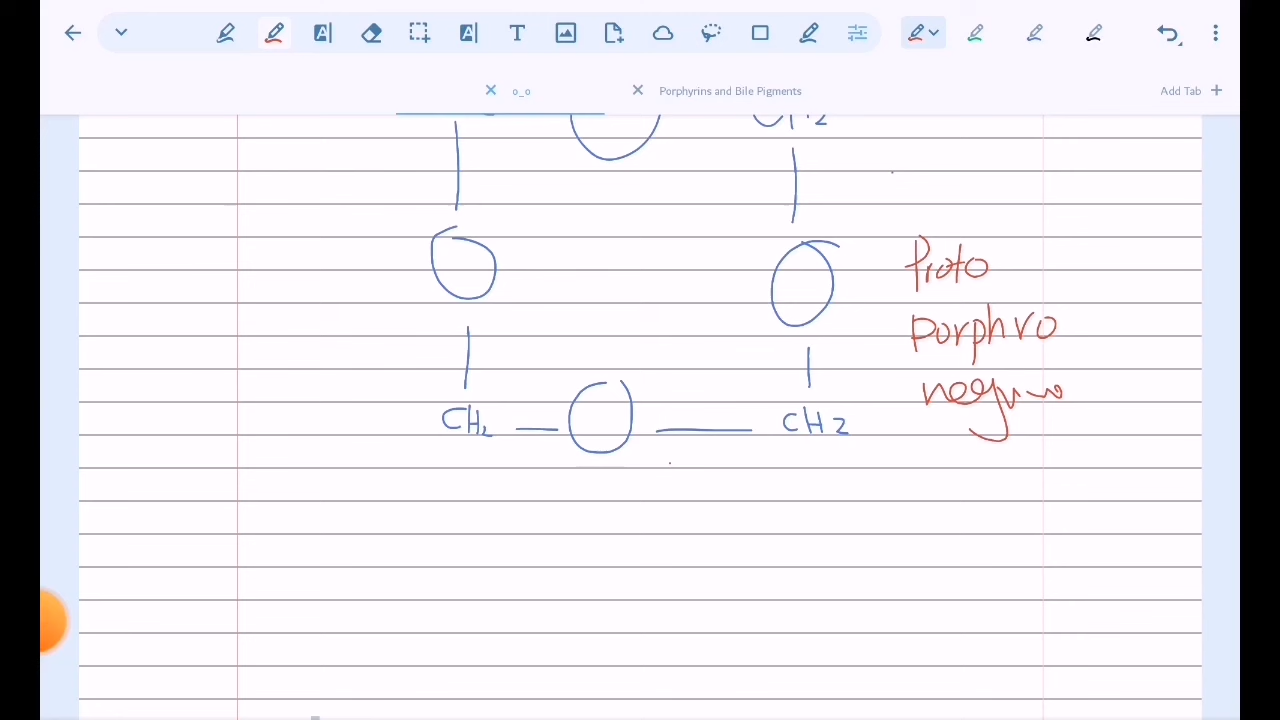 A A T
o_o Porphyrins and Bile Pigments Add Tab
CH2
Proto
porphro
CH2 CH2